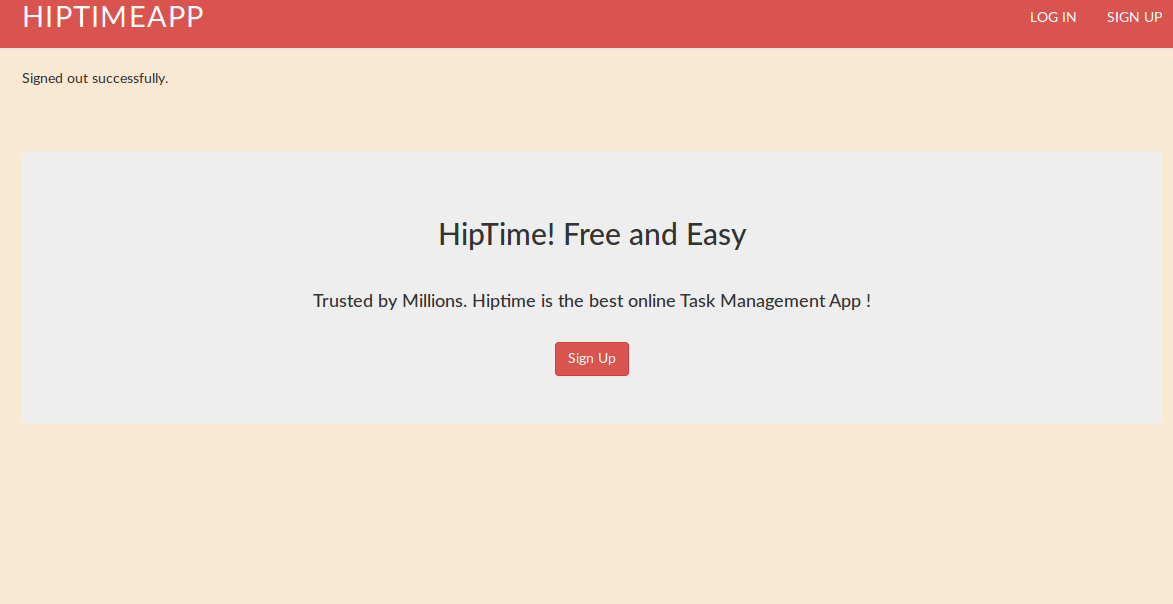 HIPTIMEAPP
LOG IN SIGN UP
Signed out successfully.
HipTime! Free and Easy
Trusted by Millions. Hiptime is the best online Task Management App !
Sign Up